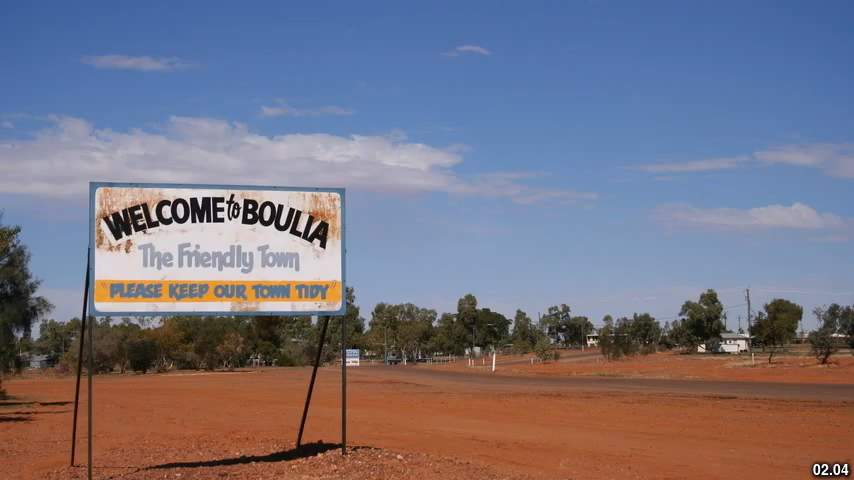 WELCOME to BOULIA
The Friendly Town
"PLEASE KEEP OUR TOWN TIDY"
02.04